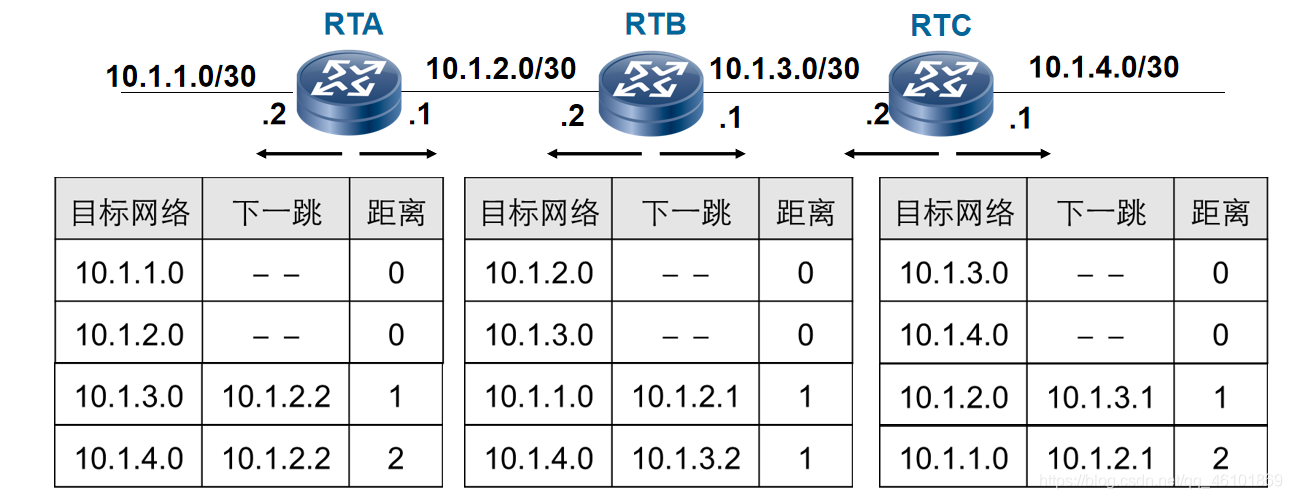 RTA RTB RTC
10.1.1.0/30 10.1.2.0/30 10.1.3.0/30 10.1.4.0/30
.2 .1 .2 .1 .2 .1
目标网络 下一跳 距离 目标网络 下一跳 距离 目标网络 下一跳 距离
10.1.1.0 – – 0 10.1.2.0 – – 0 10.1.3.0 – – 0
10.1.2.0 – – 0 10.1.3.0 – – 0 10.1.4.0 – – 0
10.1.3.0 10.1.2.2 1 10.1.1.0 10.1.2.1 1 10.1.2.0 10.1.3.1 1
10.1.4.0 10.1.2.2 2 10.1.4.0 10.1.3.2 1 10.1.1.0 10.1.2.1 2
https://blog.csdn.net/qq_46101869